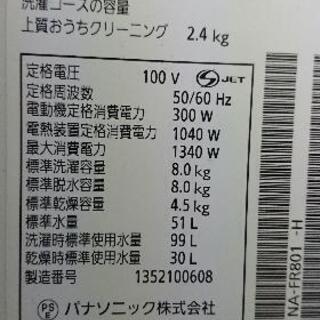 洗濯コースの容量
上質おうちクリーニング 2.4 kg
定格電圧 100 V S JET
定格周波数 50/60 Hz
電動機定格消費電力 300 W
電熱装置定格消費電力 1040 W
最大消費電力 1340 W
標準洗濯容量 8.0 kg
標準脱水容量 8.0 kg
標準乾燥容量 4.5 kg
標準水量 51 L
洗濯時標準使用水量 99 L
乾燥時標準使用水量 30 L
製造番号 1352100608
PS E パナソニック株式会社
NA-FR801 -H